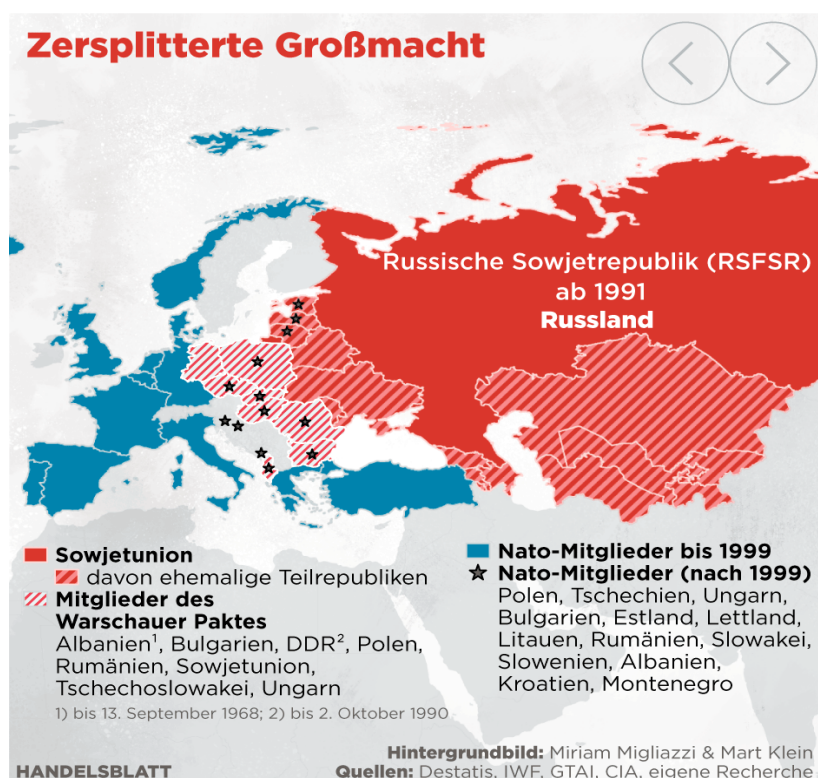 Zersplitterte Großmacht
Russische Sowjetrepublik (RSFSR)
ab 1991
Russland
Sowjetunion
davon ehemalige Teilrepubliken
Mitglieder des
Warschauer Paktes
Albanien¹, Bulgarien, DDR², Polen,
Rumänien, Sowjetunion,
Tschechoslowakei, Ungarn
1) bis 13. September 1968; 2) bis 2. Oktober 1990
Nato-Mitglieder bis 1999
Nato-Mitglieder (nach 1999)
Polen, Tschechien, Ungarn,
Bulgarien, Estland, Lettland,
Litauen, Rumänien, Slowakei,
Slowenien, Albanien,
Kroatien, Montenegro
Hintergrundbild: Miriam Migliazzi & Mart Klein
HANDELSBLATT
Quellen: Destatis, IWF, GTAI, CIA, eigene Recherche